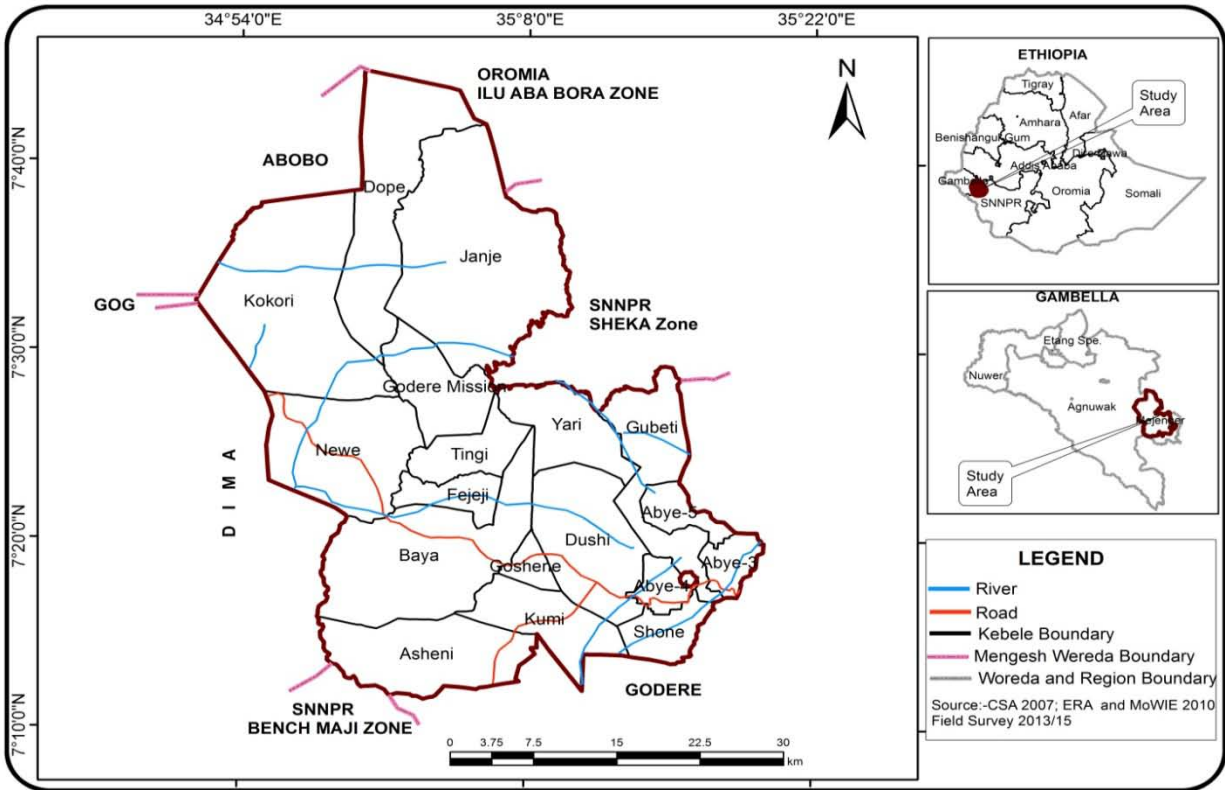 34°54'0"E
35°8'0"E
35°22'0"E
7°40'0"N
7°30'0"N
7°20'0"N
7°10'0"N
OROMIA
ILU ABA BORA ZONE
N
ABOBO
Dope
Janje
GOG
Kokori
SNNPR
SHEKA Zone
Godere Mission
Yari
Gubeti
Newe
Tingi
Fejeji
DIMA
Abye-5
Dushi
Baya
Goshene
Abye-3
Abye-4
Kumi
Shone
Asheni
GODERE
SNNPR
BENCH MAJI ZONE
0 3.75 7.5 15 22.5 30
km
ETHIOPIA
Tigray
Study
Area
Amhara
Afar
Benishangul Gum
Diredawa
Addis Ababa
Gambella
Oromia
Somali
SNNPR
GAMBELLA
Etang Spe.
Nuwer
Agnuwak
Mejenger
Study
Area
LEGEND
River
Road
Kebele Boundary
Mengesh Wereda Boundary
Woreda and Region Boundary
Source:-CSA 2007; ERA and MoWIE 2010
Field Survey 2013/15